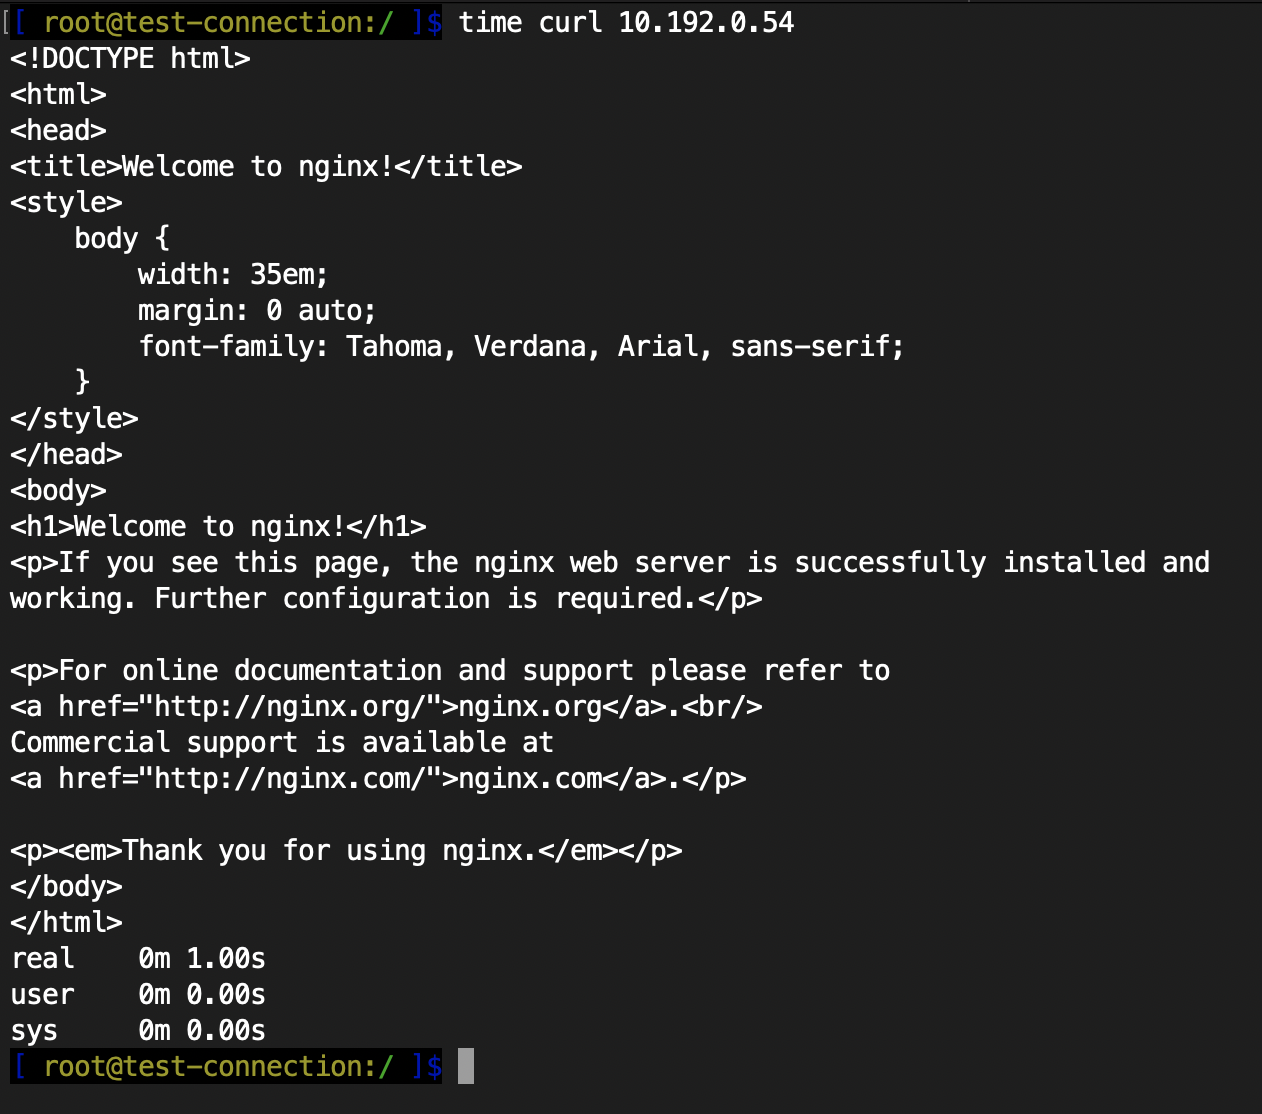 [[ root@test-connection:/ ]$ time curl 10.192.0.54
<!DOCTYPE html>
<html>
<head>
<title>Welcome to nginx!</title>
<style>
    body {
        width: 35em;
        margin: 0 auto;
        font-family: Tahoma, Verdana, Arial, sans-serif;
    }
</style>
</head>
<body>
<h1>Welcome to nginx!</h1>
<p>If you see this page, the nginx web server is successfully installed and
working. Further configuration is required.</p>

<p>For online documentation and support please refer to
<a href="http://nginx.org/">nginx.org</a>.<br/>
Commercial support is available at
<a href="http://nginx.com/">nginx.com</a>.</p>

<p><em>Thank you for using nginx.</em></p>
</body>
</html>
real    0m 1.00s
user    0m 0.00s
sys     0m 0.00s
[ root@test-connection:/ ]$